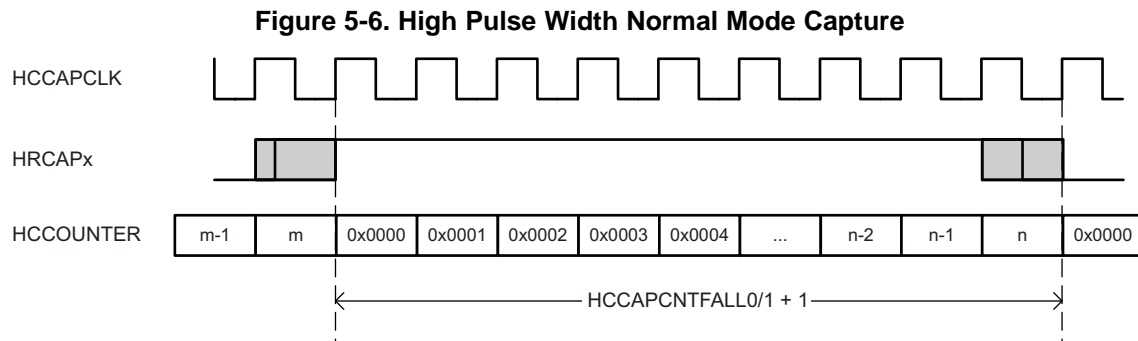 Figure 5-6. High Pulse Width Normal Mode Capture
HCCAPCLK
HRCAPx
HCCOUNTER m-1 m 0x0000 0x0001 0x0002 0x0003 0x0004 ... n-2 n-1 n 0x0000
HCCAPCNTFALL0/1 + 1